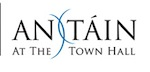 AN TÁIN
AT THE TOWN HALL